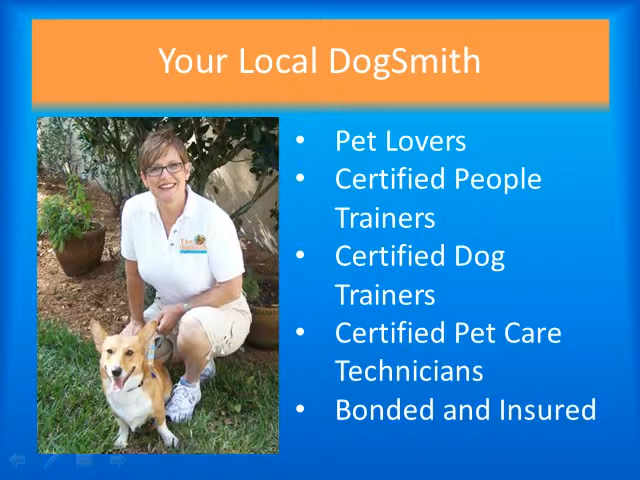 Your Local DogSmith
• Pet Lovers
• Certified People
Trainers
• Certified Dog
Trainers
• Certified Pet Care
Technicians
• Bonded and Insured